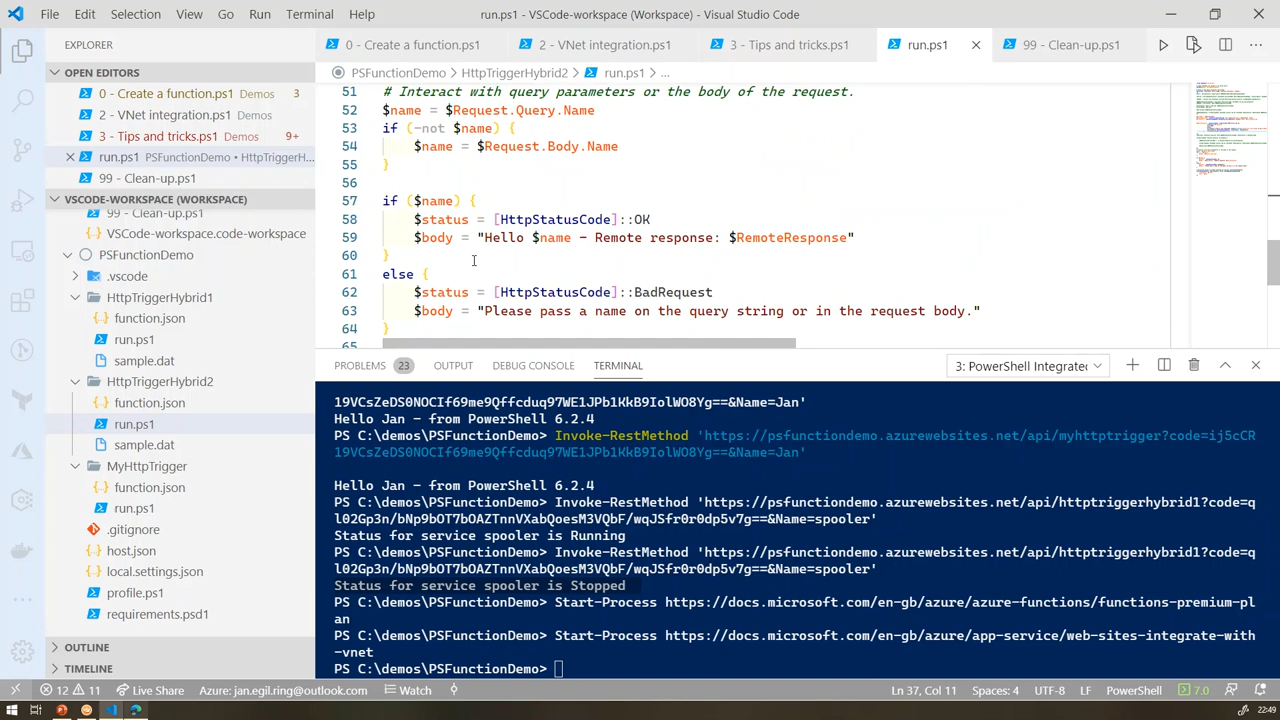 File Edit Selection View Go Run Terminal Help run.ps1 - VSCode-workspace (Workspace) - Visual Studio Code
EXPLORER
OPEN EDITORS
0 - Create a function.ps1 Demos 3
- VNet integration.ps1 Demos
- Tips and tricks.ps1 Demos 9+
run.ps1 PSFunctionDemo • HttpTriggerH...
99 - Clean-up.ps1
VSCODE-WORKSPACE (WORKSPACE)
99 - Clean-up.ps1
VSCode-workspace.code-workspace
PSFunctionDemo
.vscode
HttpTriggerHybrid1
function.json
run.ps1
sample.dat
HttpTriggerHybrid2
function.json
run.ps1
sample.dat
MyHttpTrigger
function.json
run.ps1
.gitignore
host.json
local.settings.json
profile.ps1
requirements.psd1
OUTLINE
TIMELINE
0 - Create a function.ps1 2 - VNet integration.ps1 3 - Tips and tricks.ps1 run.ps1 99 - Clean-up.ps1
PSFunctionDemo > HttpTriggerHybrid2 > run.ps1 > ...
51 # Interact with query parameters or the body of the request.
52 $name = $Request.Query.Name
53 if (-not $name)
54 $name = $Request.Body.Name
55 }
56
57 if ($name) {
58 $status = [HttpStatusCode]::OK
59 $body = "Hello $name - Remote response: $RemoteResponse"
60 }
61 else {
62 $status = [HttpStatusCode]::BadRequest
63 $body = "Please pass a name on the query string or in the request body."
64 }
65
PROBLEMS 23 OUTPUT DEBUG CONSOLE TERMINAL 3: PowerShell Integrated
19VCsZeDS0NOCIf69me9Qffcduq97WE1JPb1KkB9IolWO8Yg==&Name=Jan'
Hello Jan - from PowerShell 6.2.4
PS C:\demos\PSFunctionDemo> Invoke-RestMethod 'https://psfunctiondemo.azurewebsites.net/api/myhttptrigger?code=ij5cCR
19VCsZeDS0NOCIf69me9Qffcduq97WE1JPb1KkB9IolWO8Yg==&Name=Jan'
Hello Jan - from PowerShell 6.2.4
PS C:\demos\PSFunctionDemo> Invoke-RestMethod 'https://psfunctiondemo.azurewebsites.net/api/httptriggerhybrid1?code=q
l02Gp3n/bNp9bOT7bOAZTnnVXabQoesM3VQbF/wqJSfr0r0dp5v7g==&Name=spooler'
Status for service spooler is Running
PS C:\demos\PSFunctionDemo> Invoke-RestMethod 'https://psfunctiondemo.azurewebsites.net/api/httptriggerhybrid1?code=q
l02Gp3n/bNp9bOT7bOAZTnnVXabQoesM3VQbF/wqJSfr0r0dp5v7g==&Name=spooler'
Status for service spooler is Stopped
PS C:\demos\PSFunctionDemo> Start-Process https://docs.microsoft.com/en-gb/azure/azure-functions/functions-premium-pl
an
PS C:\demos\PSFunctionDemo> Start-Process https://docs.microsoft.com/en-gb/azure/app-service/web-sites-integrate-with
-vnet
PS C:\demos\PSFunctionDemo>
12 11 Live Share Azure: jan.egil.ring@outlook.com Watch Ln 37, Col 11 Spaces: 4 UTF-8 LF PowerShell 7.0
22:49